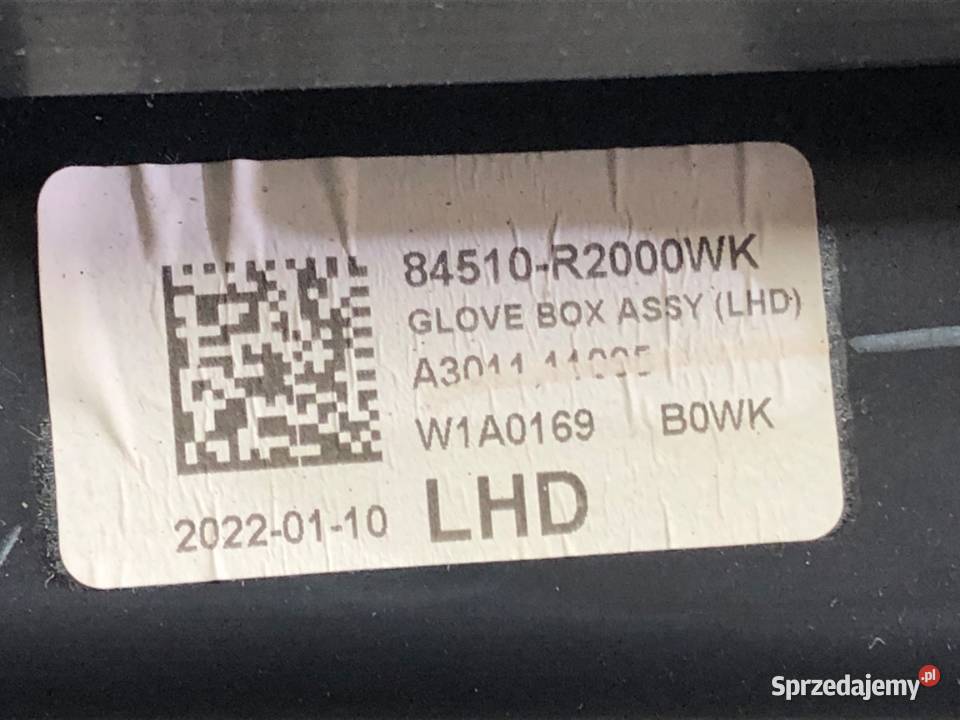 84510-R2000WK
GLOVE BOX ASSY (LHD)
W1A0169 B0WK
2022-01-10 LHD
Sprzedajemy.pl